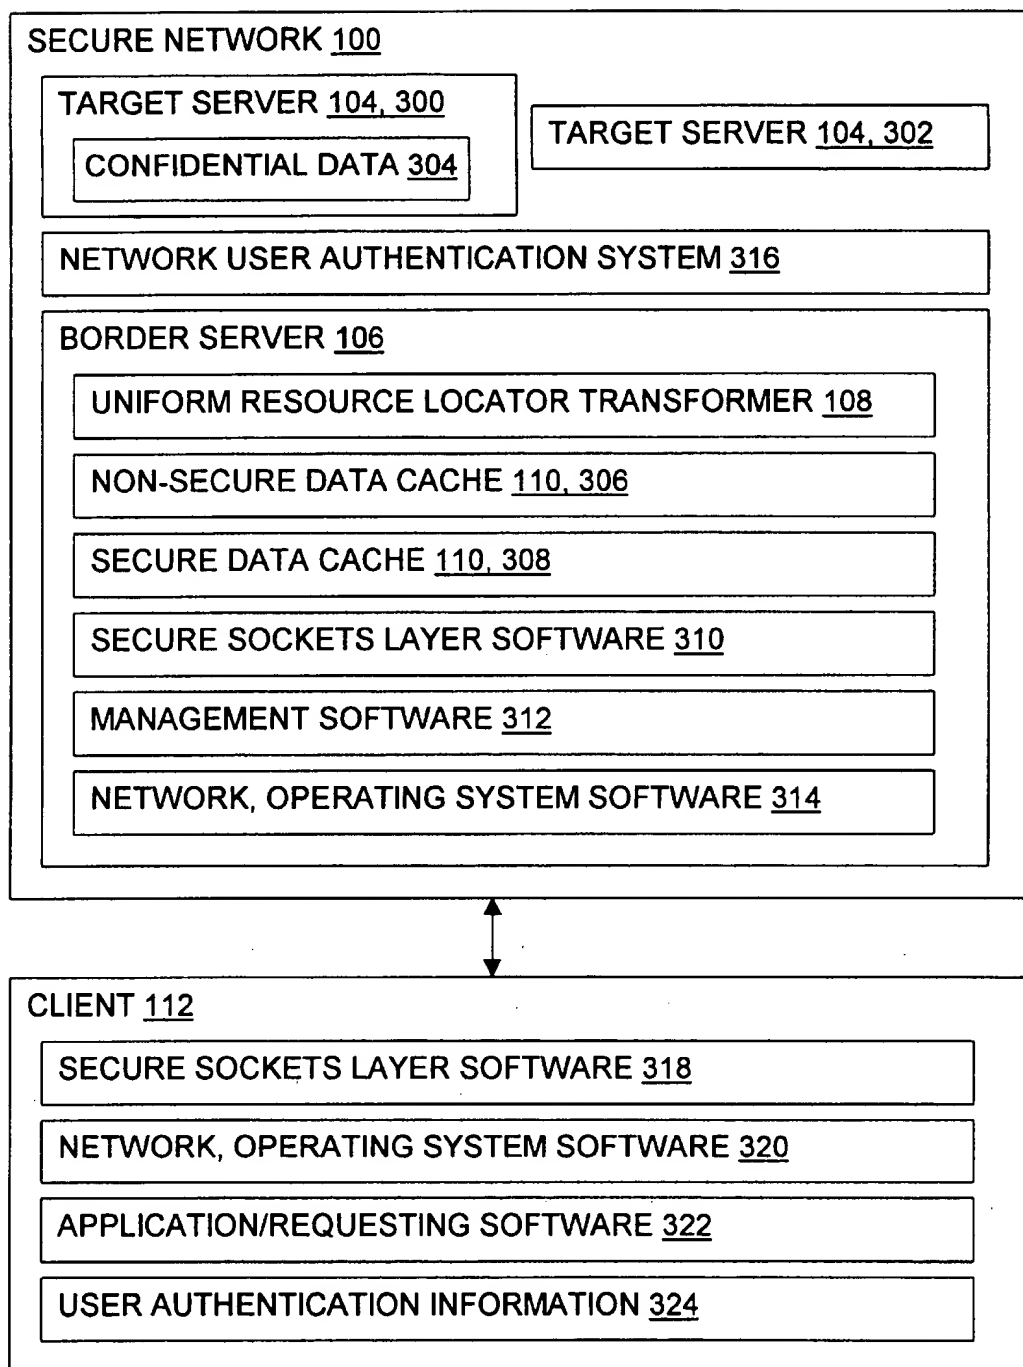 SECURE NETWORK 100
TARGET SERVER 104, 300
CONFIDENTIAL DATA 304
TARGET SERVER 104, 302
NETWORK USER AUTHENTICATION SYSTEM 316
BORDER SERVER 106
UNIFORM RESOURCE LOCATOR TRANSFORMER 108
NON-SECURE DATA CACHE 110, 306
SECURE DATA CACHE 110, 308
SECURE SOCKETS LAYER SOFTWARE 310
MANAGEMENT SOFTWARE 312
NETWORK, OPERATING SYSTEM SOFTWARE 314
CLIENT 112
SECURE SOCKETS LAYER SOFTWARE 318
NETWORK, OPERATING SYSTEM SOFTWARE 320
APPLICATION/REQUESTING SOFTWARE 322
USER AUTHENTICATION INFORMATION 324